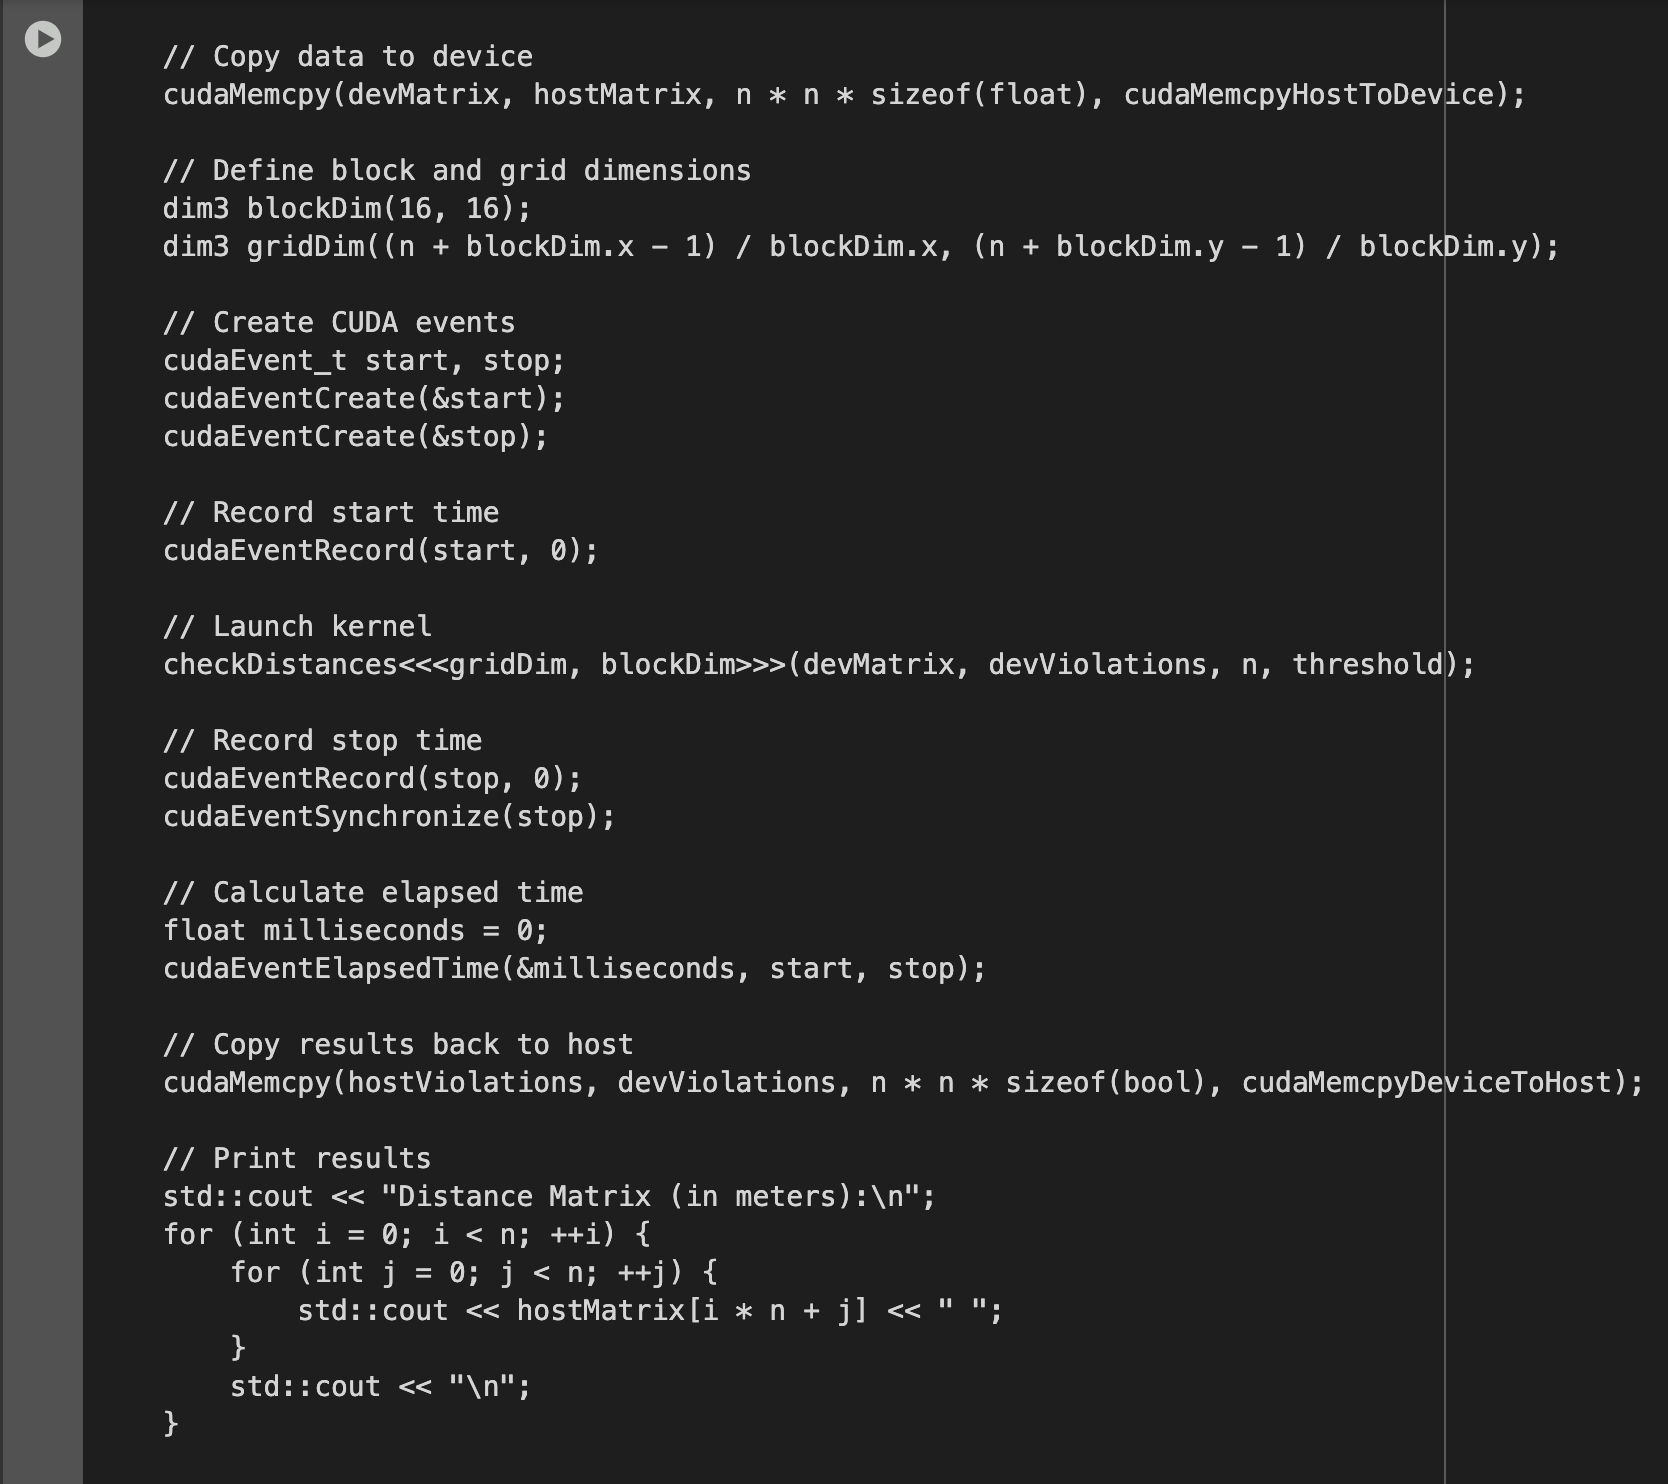 // Copy data to device
cudaMemcpy(devMatrix, hostMatrix, n * n * sizeof(float), cudaMemcpyHostToDevice);
// Define block and grid dimensions
dim3 blockDim(16, 16);
dim3 gridDim((n + blockDim.x - 1) / blockDim.x, (n + blockDim.y - 1) / blockDim.y);
// Create CUDA events
cudaEvent_t start, stop;
cudaEventCreate(&start);
cudaEventCreate(&stop);
// Record start time
cudaEventRecord(start, 0);
// Launch kernel
checkDistances<<<gridDim, blockDim>>>(devMatrix, devViolations, n, threshold);
// Record stop time
cudaEventRecord(stop, 0);
cudaEventSynchronize(stop);
// Calculate elapsed time
float milliseconds = 0;
cudaEventElapsedTime(&milliseconds, start, stop);
// Copy results back to host
cudaMemcpy(hostViolations, devViolations, n * n * sizeof(bool), cudaMemcpyDeviceToHost);
// Print results
std::cout << "Distance Matrix (in meters):\n";
for (int i = 0; i < n; ++i) {
    for (int j = 0; j < n; ++j) {
        std::cout << hostMatrix[i * n + j] << " ";
    }
    std::cout << "\n";
}